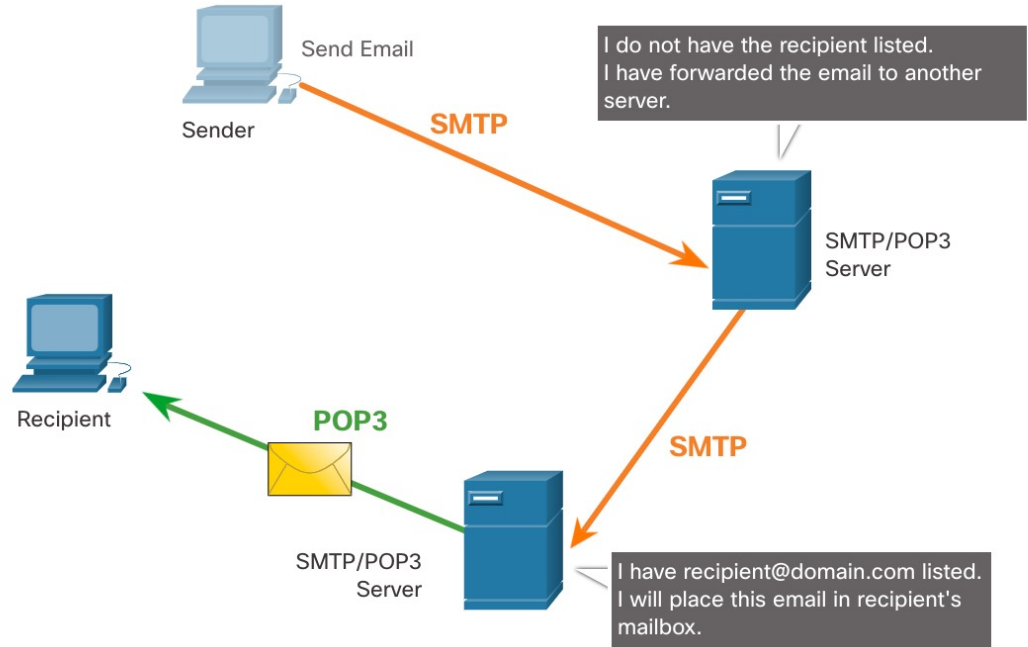 Send Email
Sender
SMTP
I do not have the recipient listed.
I have forwarded the email to another
server.
SMTP/POP3
Server
Recipient
POP3
SMTP
SMTP/POP3
Server
I have recipient@domain.com listed.
I will place this email in recipient's
mailbox.